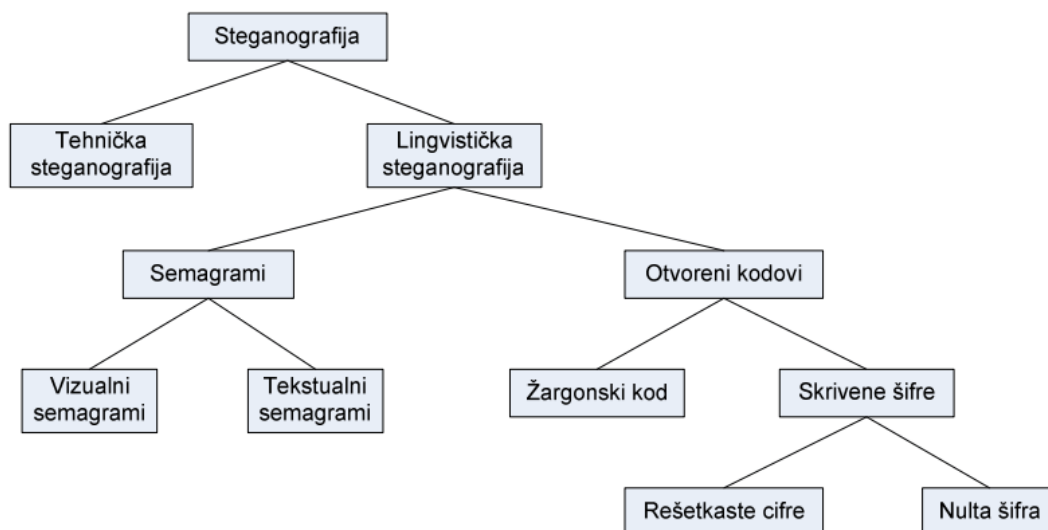 Steganografija
Tehnička
steganografija
Lingvistička
steganografija
Semagrami
Otvoreni kodovi
Vizualni
semagrami
Tekstualni
semagrami
Žargonski kod
Skrivene šifre
Rešetkaste cifre
Nulta šifra